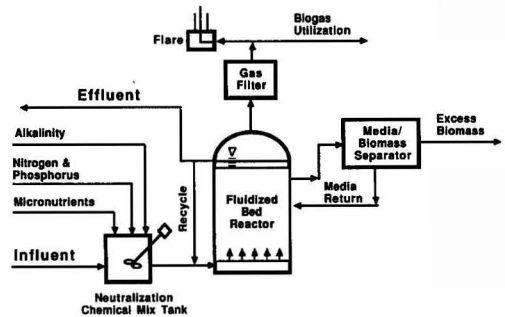 Biogas
Utilization
Flare
Gas
Filter
Effluent
Alkalinity
Nitrogen &
Phosphorus
Micronutrients
Influent
Recycle
Fluidized
Bed
Reactor
Media/
Biomass
Separator
Excess
Biomass
Media
Return
Neutralization
Chemical Mix Tank